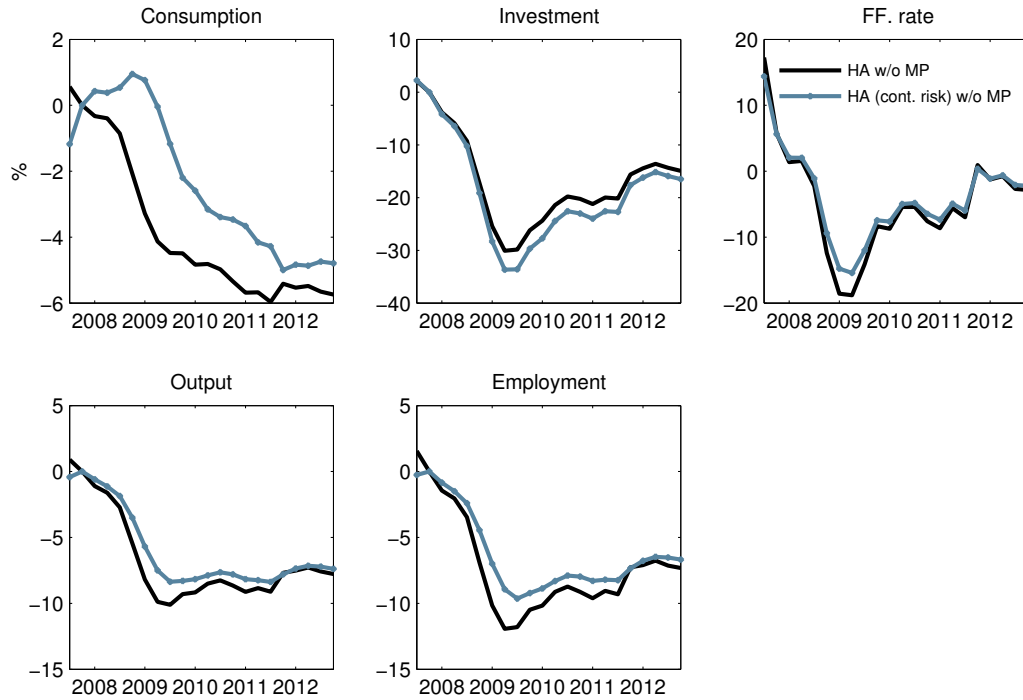 Consumption
2
0
−2
−4
−6
%
2008 2009 2010 2011 2012
Investment
10
0
−10
−20
−30
−40
2008 2009 2010 2011 2012
FF. rate
20
10
0
−10
−20
HA w/o MP
HA (cont. risk) w/o MP
2008 2009 2010 2011 2012
Output
5
0
−5
−10
−15
2008 2009 2010 2011 2012
Employment
5
0
−5
−10
−15
2008 2009 2010 2011 2012